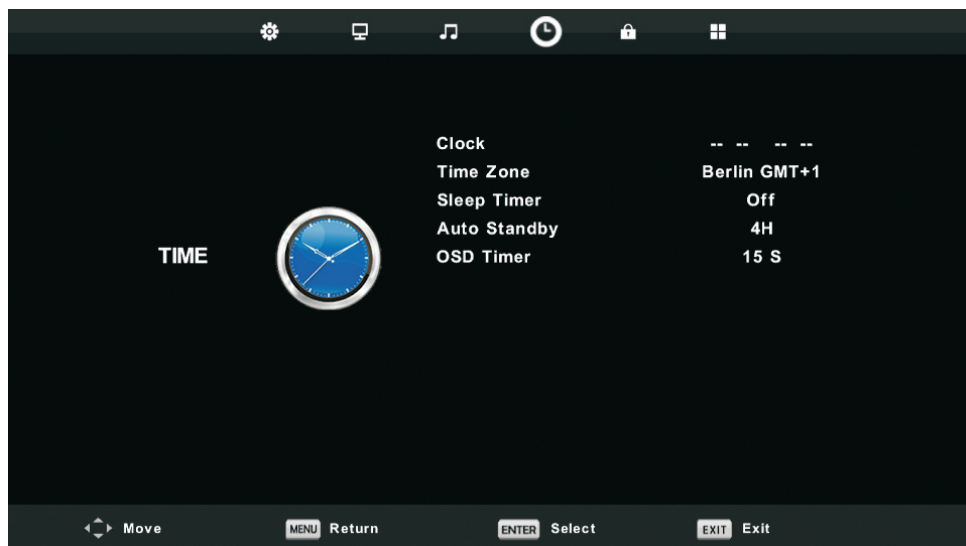 Clock -- -- -- --
Time Zone Berlin GMT+1
Sleep Timer Off
Auto Standby 4H
TIME
OSD Timer 15 S
Move MENU Return ENTER Select EXIT Exit